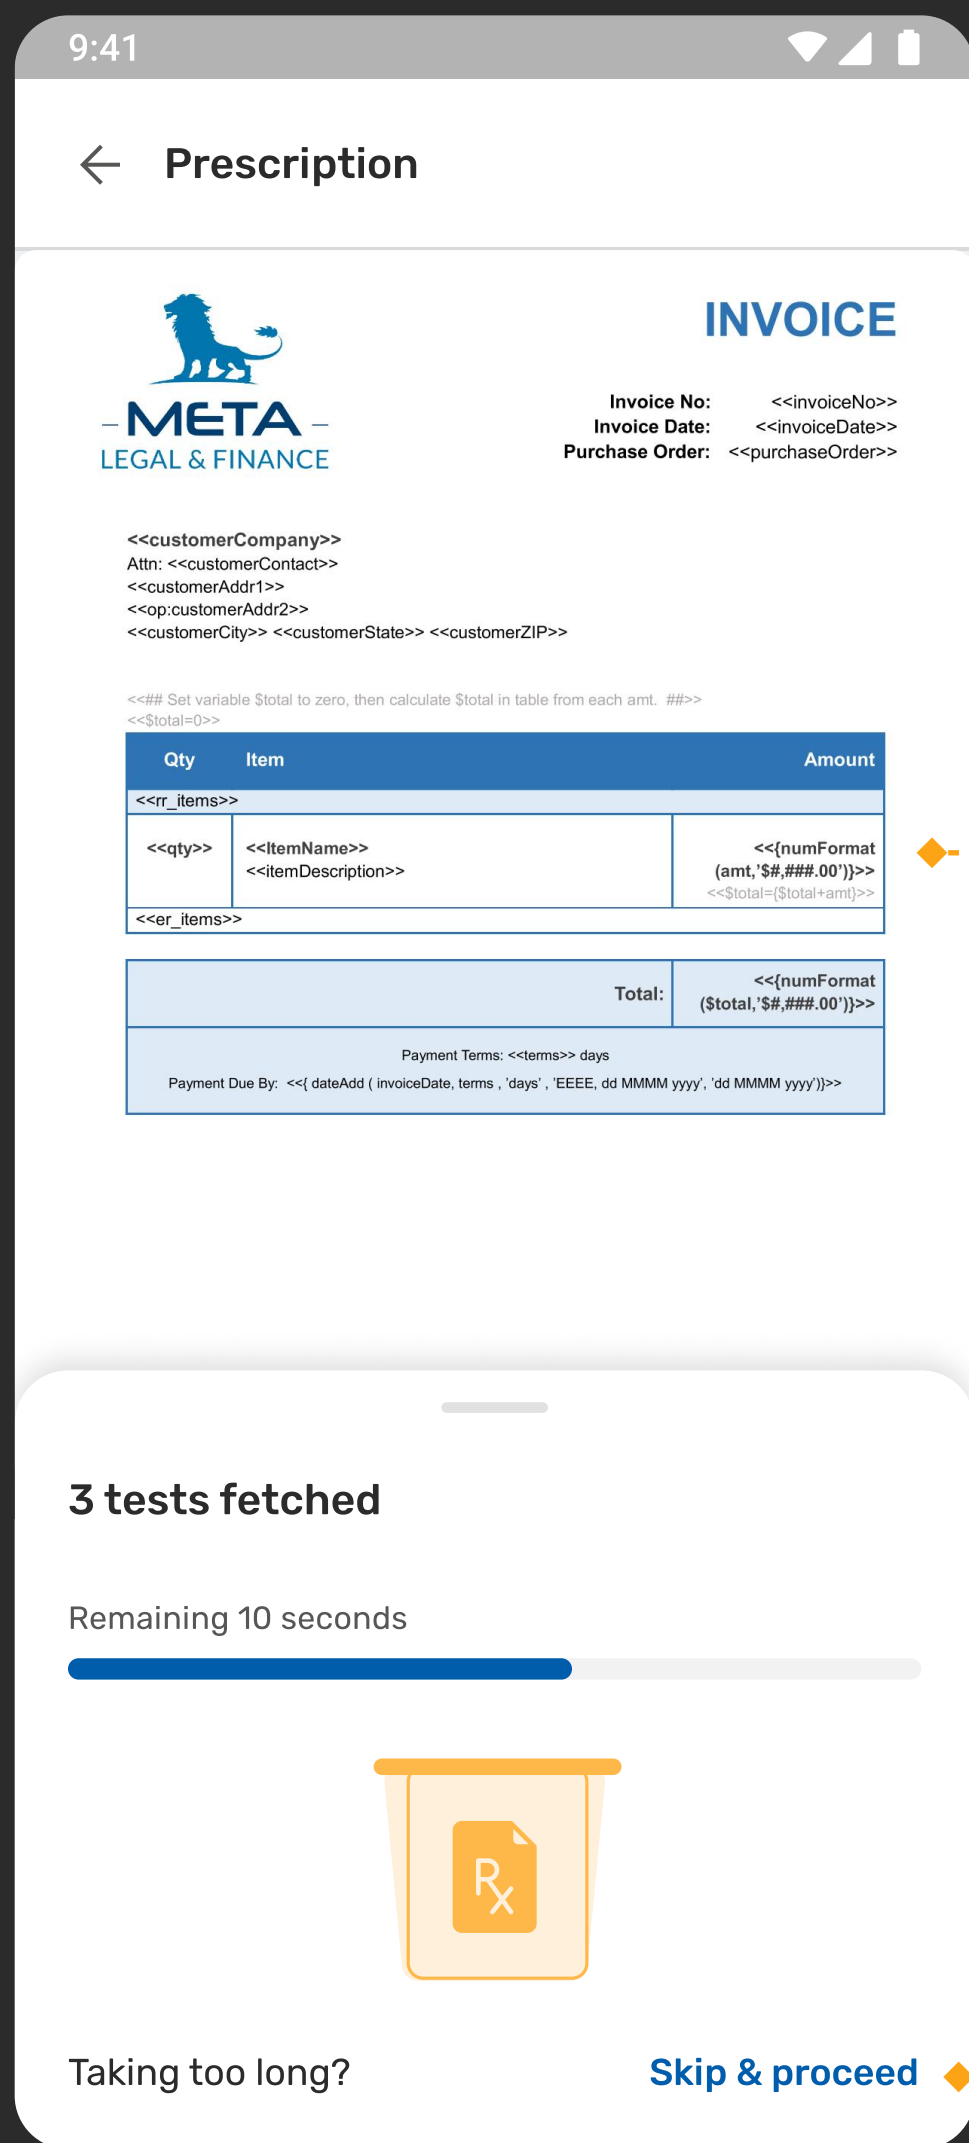 9:41
Prescription
INVOICE
META
LEGAL & FINANCE
Invoice No: <<invoiceNo>>
Invoice Date: <<invoiceDate>>
Purchase Order: <<purchaseOrder>>
<<customerCompany>>
Attn: <<customerContact>>
<<customerAddr1>>
<<op:customerAddr2>>
<<customerCity>> <<customerState>> <<customerZIP>>
<<## Set variable $total to zero, then calculate $total in table from each amt. ##>>
<<$total=0>>
Qty Item Amount
<<rr_items>>
<<qty>> <<ItemName>> <<{numFormat
<<itemDescription>> (amt,'$#,###.00')}>>
<<$total={$total+amt}>>
<<er_items>>
<<{numFormat
Total: ($total,'$#,###.00')}>>
Payment Terms: <<terms>> days
Payment Due By: <<{ dateAdd ( invoiceDate, terms , 'days' , 'EEEE, dd MMMM yyyy', 'dd MMMM yyyy')}>>
3 tests fetched
Remaining 10 seconds
Rx
Taking too long? Skip & proceed